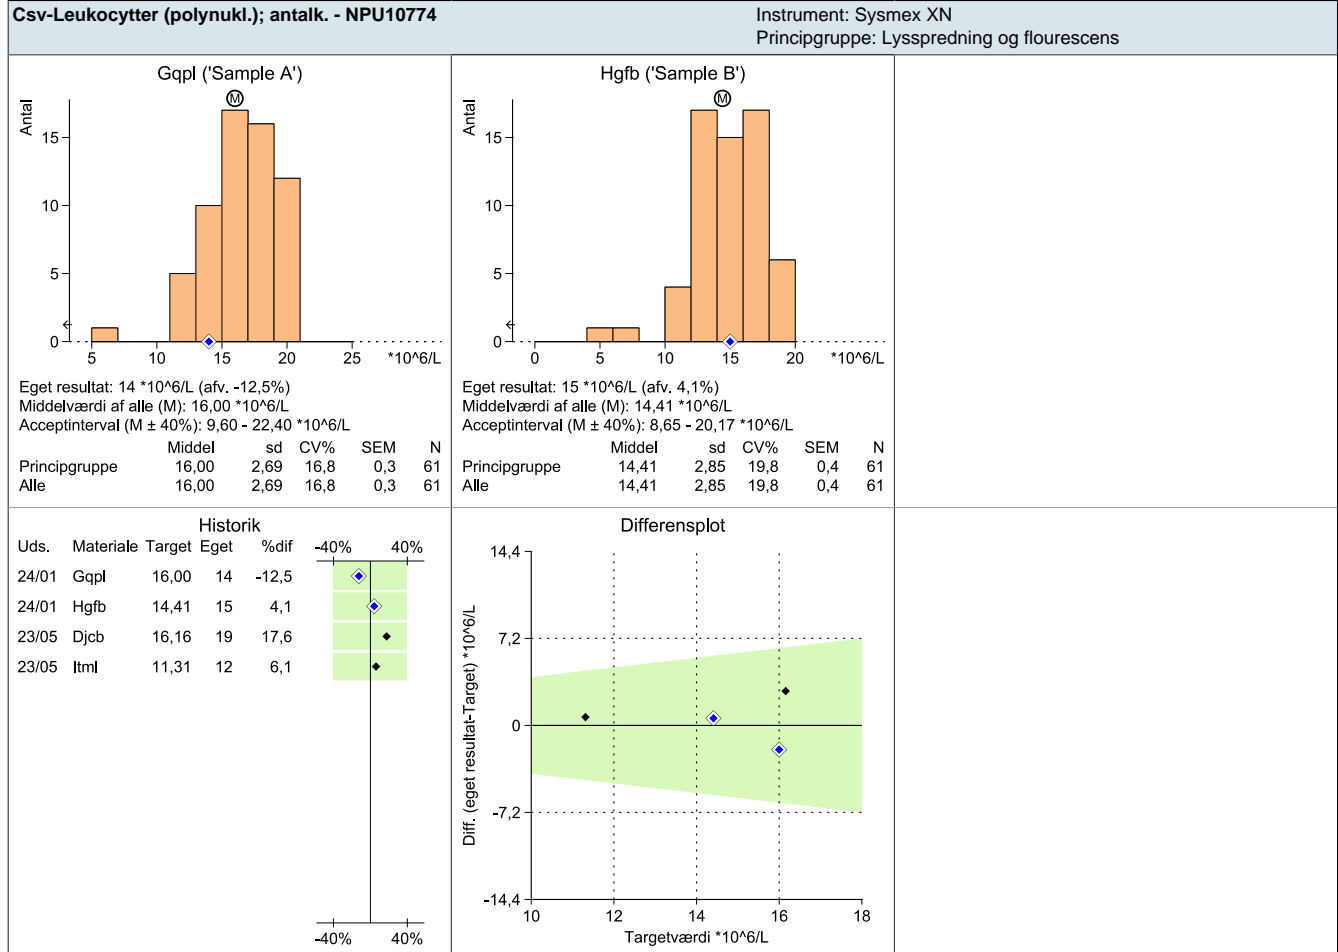 Csv-Leukocytter (polynukl.); antalk. - NPU10774
Instrument: Sysmex XN
Principgruppe: Lysspredning og flourescens
Gqpl ('Sample A')
M
Antal
15
10
5
0
5 10 15 20 25 *10^6/L
Eget resultat: 14 *10^6/L (afv. -12,5%)
Middelværdi af alle (M): 16,00 *10^6/L
Acceptinterval (M ± 40%): 9,60 - 22,40 *10^6/L
Middel sd CV% SEM N
Principgruppe 16,00 2,69 16,8 0,3 61
Alle 16,00 2,69 16,8 0,3 61
Hgfb ('Sample B')
M
Antal
15
10
5
0
0 5 10 15 20 *10^6/L
Eget resultat: 15 *10^6/L (afv. 4,1%)
Middelværdi af alle (M): 14,41 *10^6/L
Acceptinterval (M ± 40%): 8,65 - 20,17 *10^6/L
Middel sd CV% SEM N
Principgruppe 14,41 2,85 19,8 0,4 61
Alle 14,41 2,85 19,8 0,4 61
Historik
Uds. Materiale Target Eget %dif -40% 40%
24/01 Gqpl 16,00 14 -12,5
24/01 Hgfb 14,41 15 4,1
23/05 Djcb 16,16 19 17,6
23/05 Itml 11,31 12 6,1
-40% 40%
Differensplot
Diff. (eget resultat-Target) *10^6/L
14,4
7,2
0
-7,2
-14,4
10 12 14 16 18
Targetværdi *10^6/L